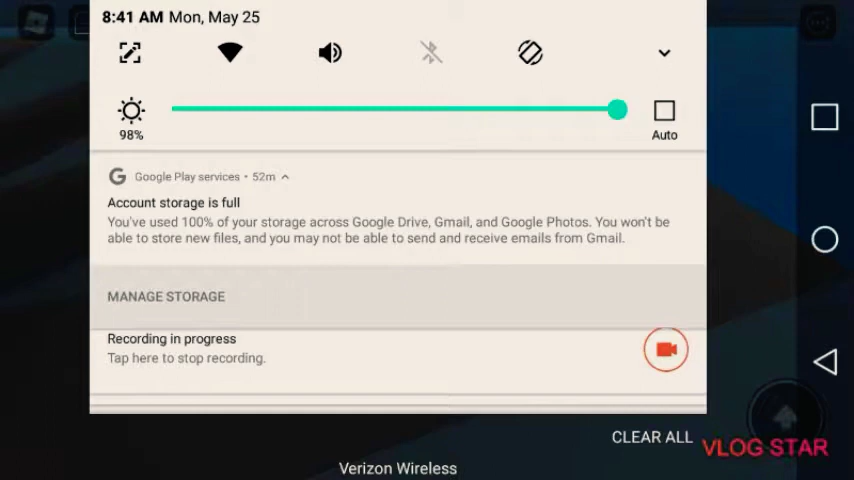 8:41 AM Mon, May 25
98%
Auto
Google Play services • 52m
Account storage is full
You've used 100% of your storage across Google Drive, Gmail, and Google Photos. You won't be
able to store new files, and you may not be able to send and receive emails from Gmail.
MANAGE STORAGE
Recording in progress
Tap here to stop recording.
CLEAR ALL
VLOG STAR
Verizon Wireless